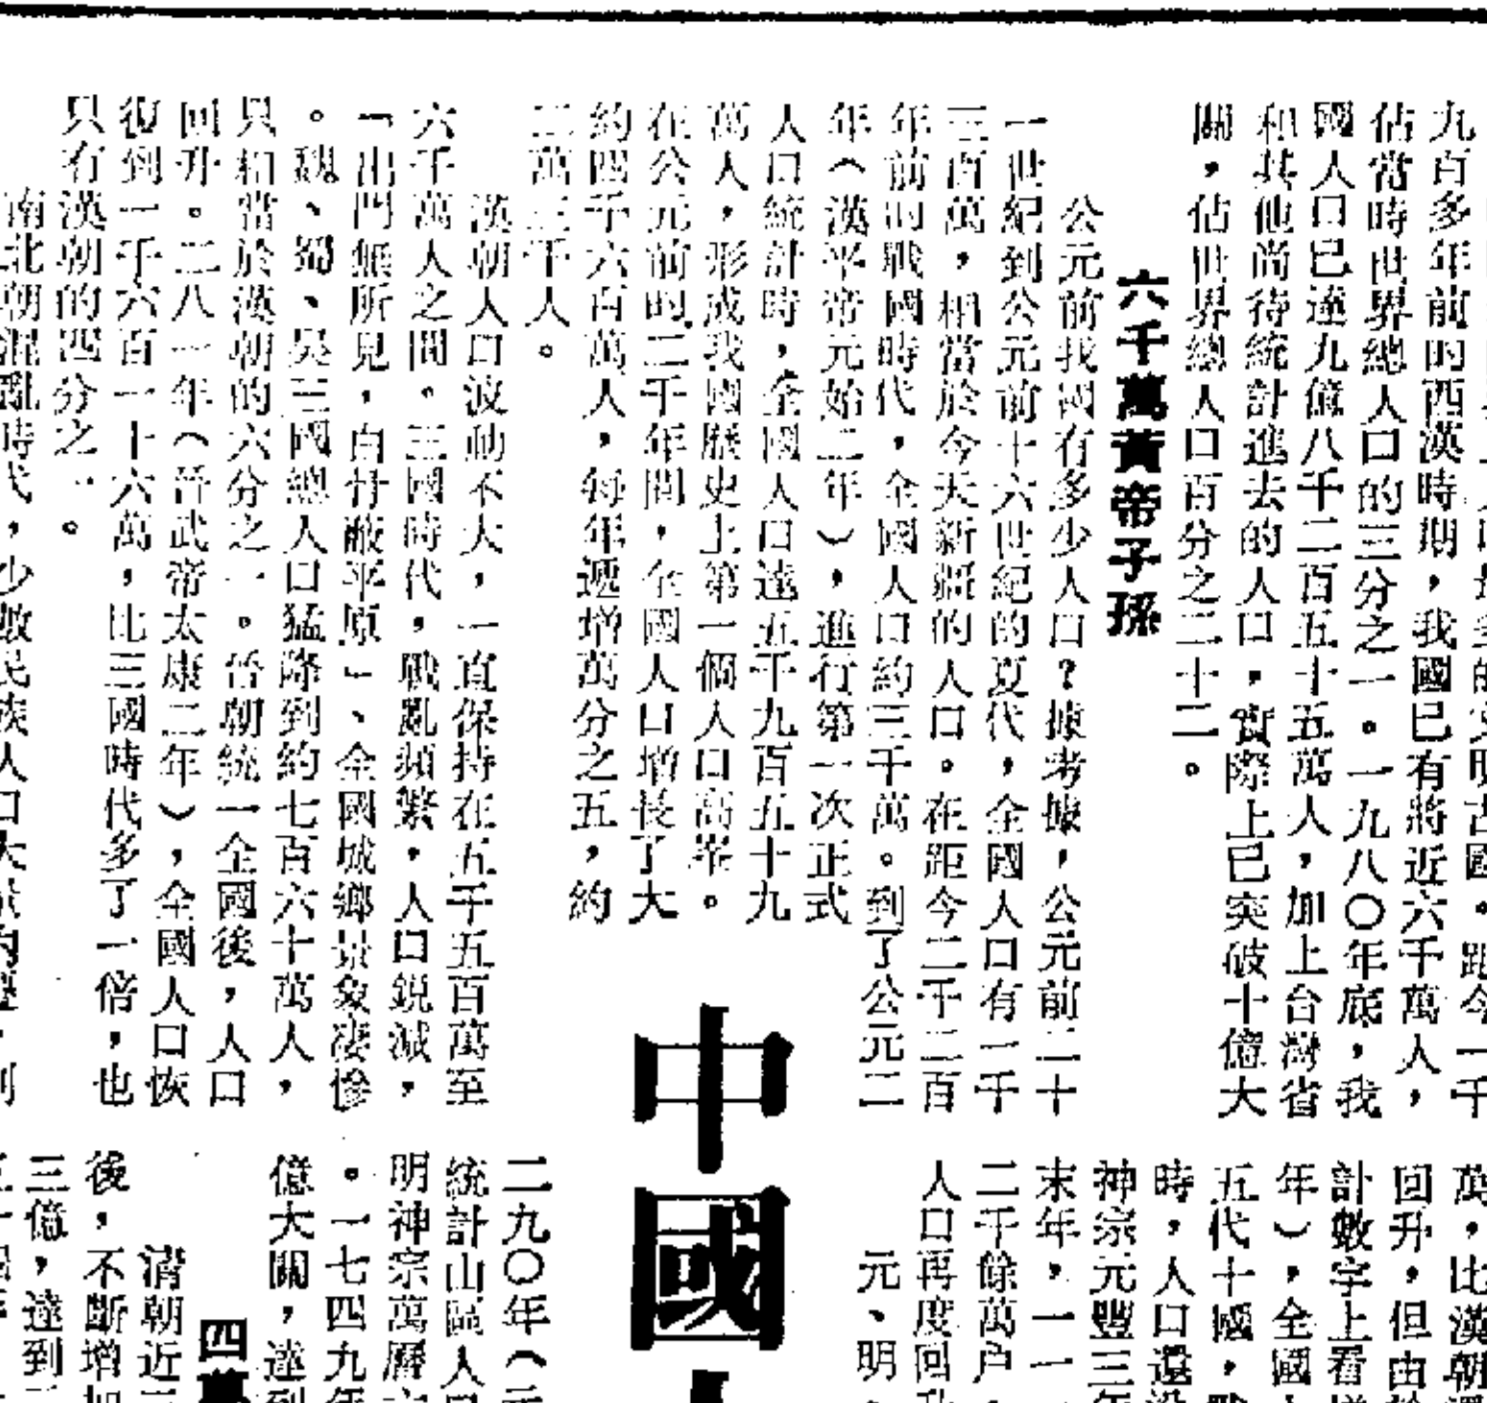 的文明古國。距今一千
九百多年前的西漢時期，我國已有將近六千萬人，
佔當時世界總人口的三分之一。一九八〇年底，我
國人口已達九億八千二百五十五萬人，加上台灣省
和其他尚待統計進去的人口，實際上已突破十億大
關，佔世界總人口百分之二十二。
六千萬黃帝子孫
公元前我國有多少人口？據考據，公元前二十
一世紀到公元前十六世紀的夏代，全國人口有一千
三百萬，相當於今天新疆的人口。在距今二千二百
年前的戰國時代，全國人口約三千萬。到了公元二
年（漢平帝元始二年），進行第一次正式
人口統計時，全國人口達五千九百五十九
萬人，形成我國歷史上第一個人口高峯。
在公元前的二千年間，全國人口增長了大
約四千六百萬人，每年遞增萬分之五，約
二萬三千人。
漢朝人口波動不大，一直保持在五千五百萬至
六千萬人之間。三國時代，戰亂頻繁，人口銳減，
「出門無所見，白骨蔽平原」、全國城鄉景象凄慘
。魏、蜀、吳三國總人口猛降到約七百六十萬人，
只相當於漢朝的六分之一。晉朝統一全國後，人口
回升。二八一年（晉武帝太康二年），全國人口恢
復到一千六百一十六萬，比三國時代多了一倍，也
只有漢朝的四分之一。
南北朝混亂時代，少數民族人口大量內遷，到
中國
萬，比漢朝還
回升，但由於
計數字上看增
年），全國
五代十國，戰
時，人口還沒
神宗元豐三年
末年，一一
二千餘萬戶
人口再度回升
元、明
二九〇年（元
統計山區人口
明神宗萬曆
。一七四九年
億大關，達到
四萬
清朝近
後，不斷增加
三億，達到